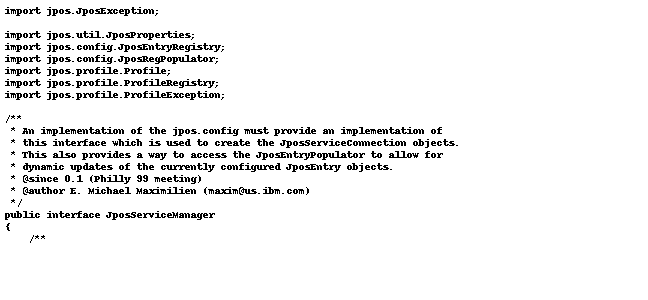 import jpos.JposException;

import jpos.util.JposProperties;
import jpos.config.JposEntryRegistry;
import jpos.config.JposRegPopulator;
import jpos.profile.Profile;
import jpos.profile.ProfileRegistry;
import jpos.profile.ProfileException;

/**
 * An implementation of the jpos.config must provide an implementation of
 * this interface which is used to create the JposServiceConnection objects.
 * This also provides a way to access the JposEntryPopulator to allow for
 * dynamic updates of the currently configured JposEntry objects.
 * @since 0.1 (Philly 99 meeting)
 * @author E. Michael Maximilien (maxim@us.ibm.com)
 */
public interface JposServiceManager
{
    /**